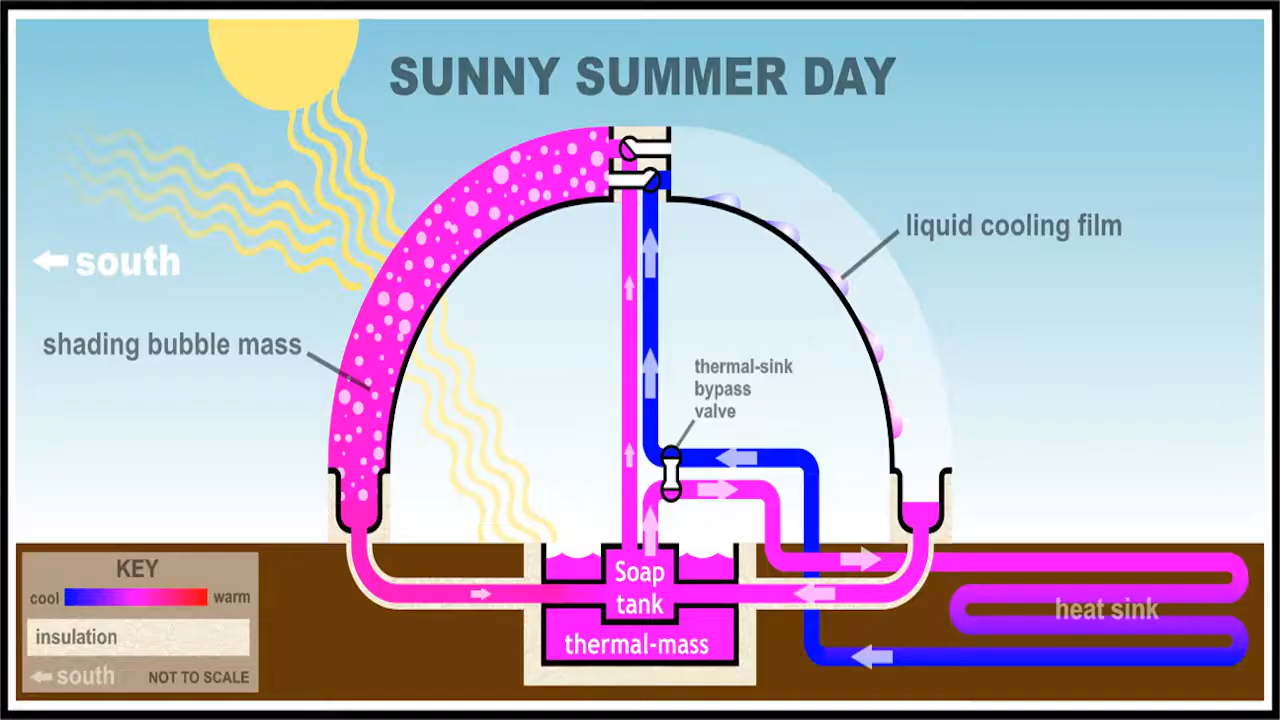 SUNNY SUMMER DAY
liquid cooling film
south
shading bubble mass
thermal-sink
bypass
valve
Soap
tank
thermal-mass
heat sink
KEY
cool warm
insulation
south NOT TO SCALE